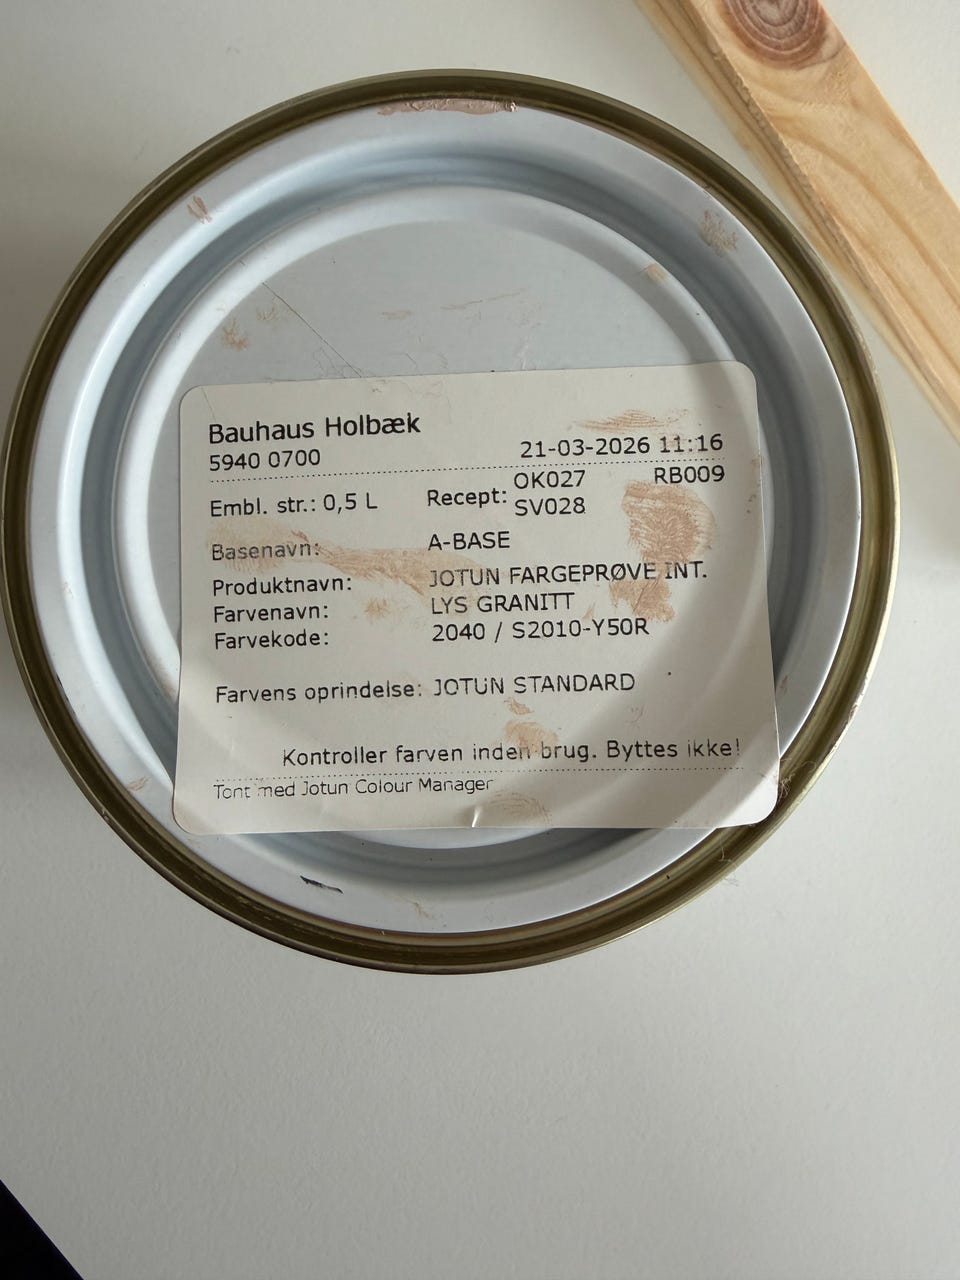 Bauhaus Holbæk
5940 0700
21-03-2026 11:16
Embl. str.: 0,5 L
Recept: OK027 RB009
SV028
Basenavn: A-BASE
Produktnavn: JOTUN FARGEPRØVE INT.
Farvenavn: LYS GRANITT
Farvekode: 2040 / S2010-Y50R
Farvens oprindelse: JOTUN STANDARD
Kontroller farven inden brug. Byttes ikke!
Tont med Jotun Colour Manager